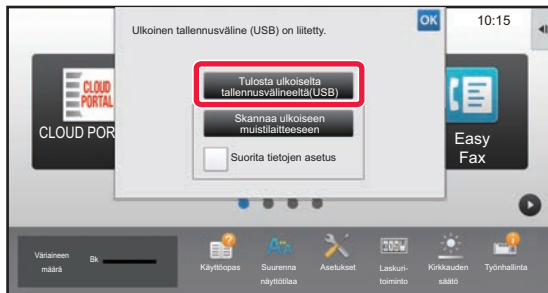 Ulkoinen tallennusväline (USB) on liitetty.
OK
10:15
Tulosta ulkoiselta
tallennusvälineeltä(USB)
Skannaa ulkoiseen
muistilaitteeseen
Suorita tietojen asetus
CLOUD
PORTAL
CLOUD POR
Easy
Fax
Väriaineen
määrä
Bk
Käyttöopas
Suurenna
näyttötilaa
Asetukset
Laskuri-
toiminto
Kirkkauden
säätö
Työnhallinta